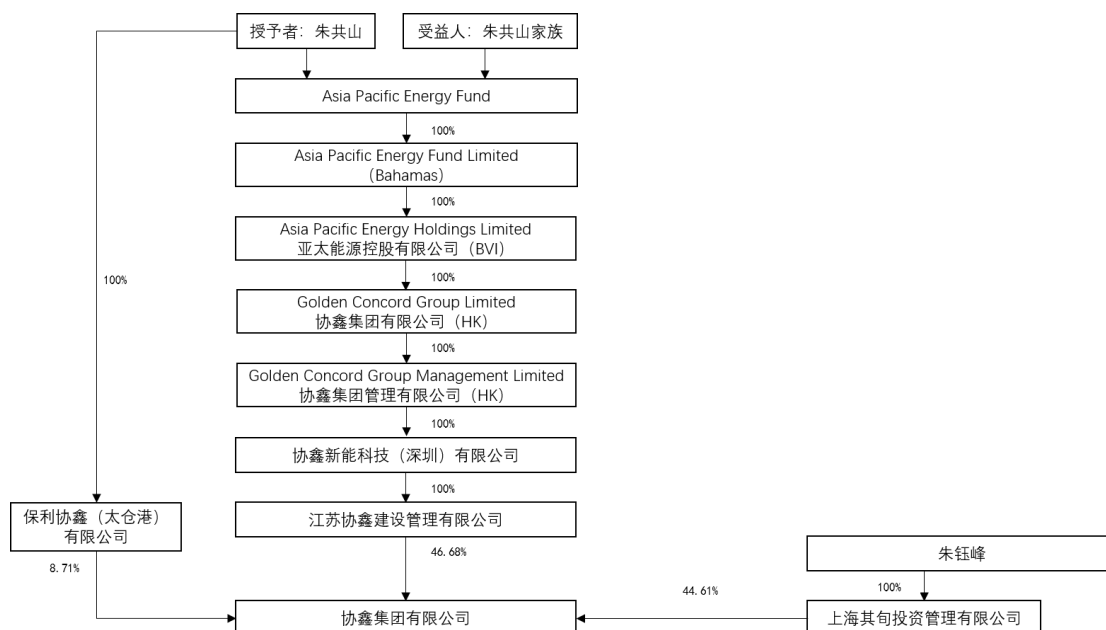 授予者：朱共山
受益人：朱共山家族
Asia Pacific Energy Fund
100%
Asia Pacific Energy Fund Limited
(Bahamas)
100%
Asia Pacific Energy Holdings Limited
亚太能源控股有限公司（BVI）
100%
100%
Golden Concord Group Limited
协鑫集团有限公司（HK）
100%
Golden Concord Group Management Limited
协鑫集团管理有限公司（HK）
100%
协鑫新能科技（深圳）有限公司
100%
保利协鑫（太仓港）
有限公司
江苏协鑫建设管理有限公司
46.68%
朱钰峰
8.71%
44.61%
100%
协鑫集团有限公司
上海其旬投资管理有限公司